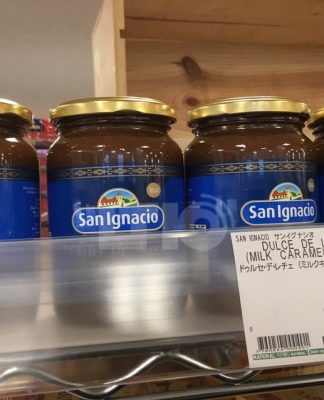 San Ignacio
San Ignacio
SAN IGNACIO サンイグナシオ
DULCE DE L
(MILK CARAME
ドゥルセ・デ・レチェ (ミルクキ